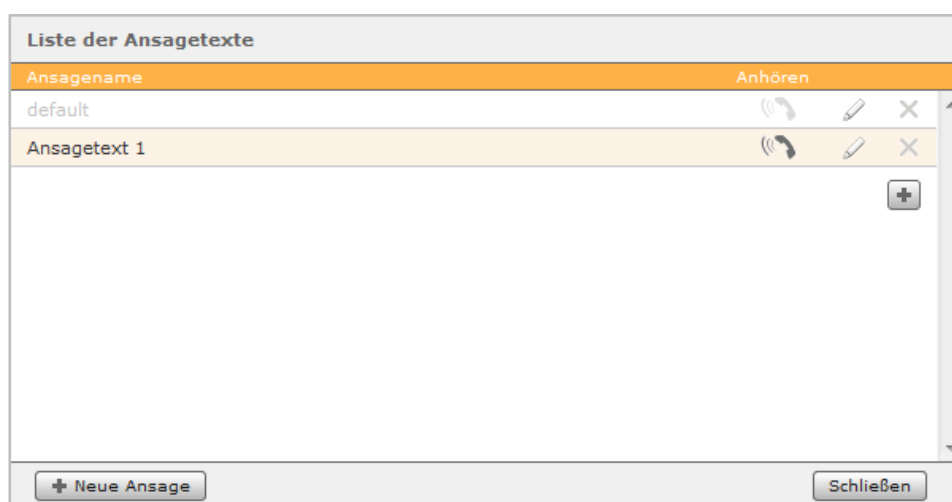 Liste der Ansagetexte
Ansagename Anhören
default
Ansagetext 1
Neue Ansage Schließen